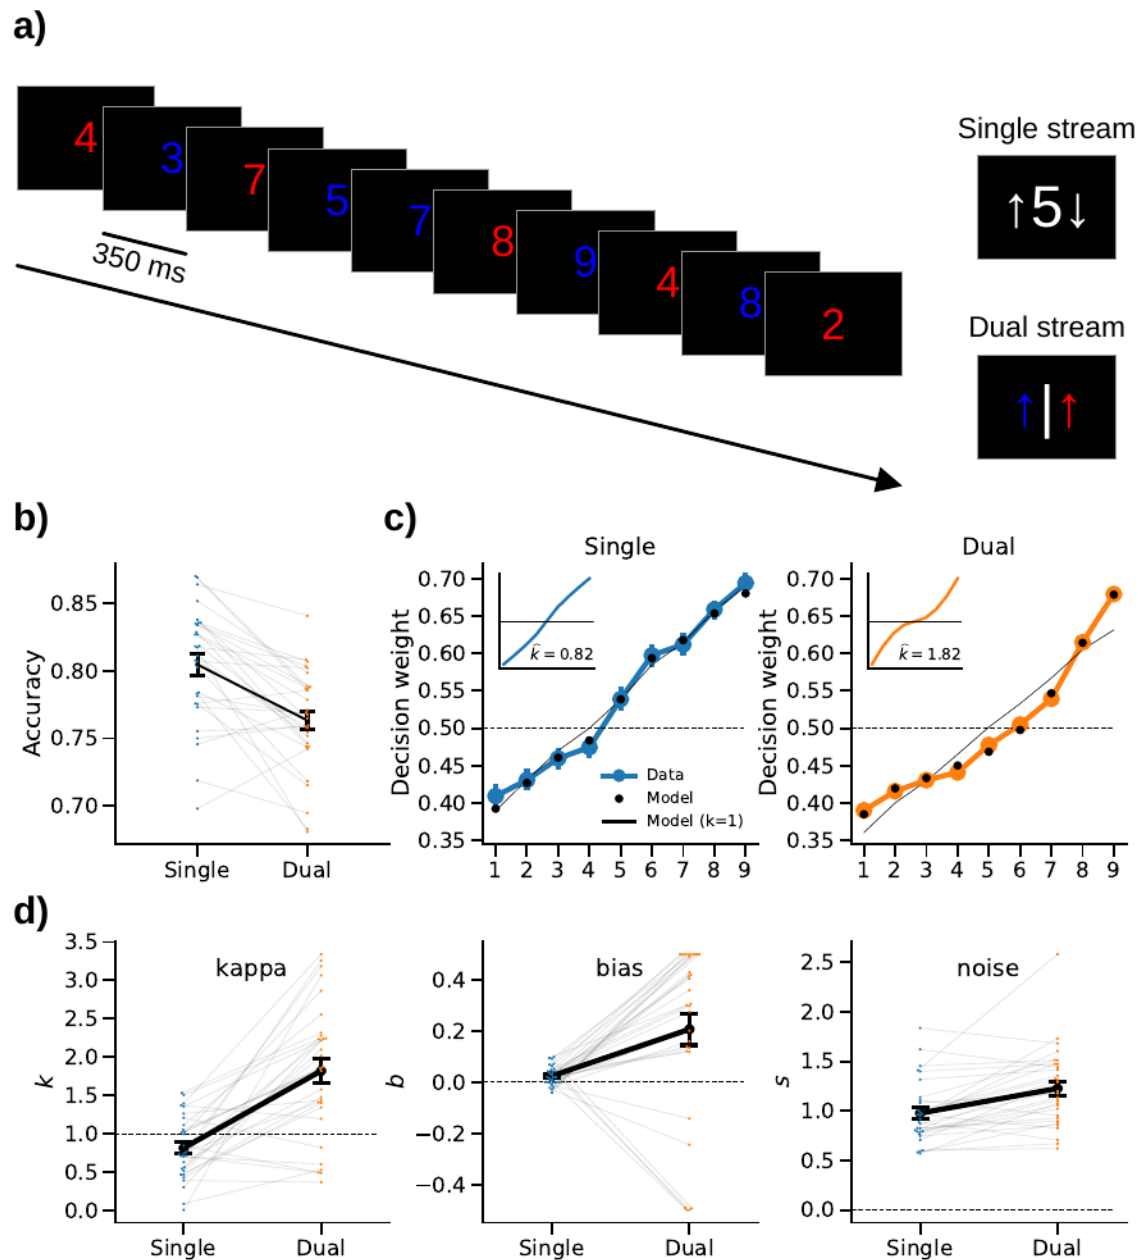 a)
4
3
7
5
7
8
9
4
8
2
350 ms
Single stream
↑5↓
Dual stream
↑|↑
b)
Accuracy
0.85
0.80
0.75
0.70
Single Dual
c)
Single
Decision weight
0.70
0.65
0.60
0.55
0.50
0.45
0.40
0.35
k̂ = 0.82
Data
Model
Model (k=1)
1 2 3 4 5 6 7 8 9
Dual
Decision weight
0.70
0.65
0.60
0.55
0.50
0.45
0.40
0.35
k̂ = 1.82
1 2 3 4 5 6 7 8 9
d)
kappa
k
3.5
3.0
2.5
2.0
1.5
1.0
0.5
0.0
Single Dual
bias
b
0.4
0.2
0.0
−0.2
−0.4
Single Dual
noise
s
2.5
2.0
1.5
1.0
0.5
0.0
Single Dual